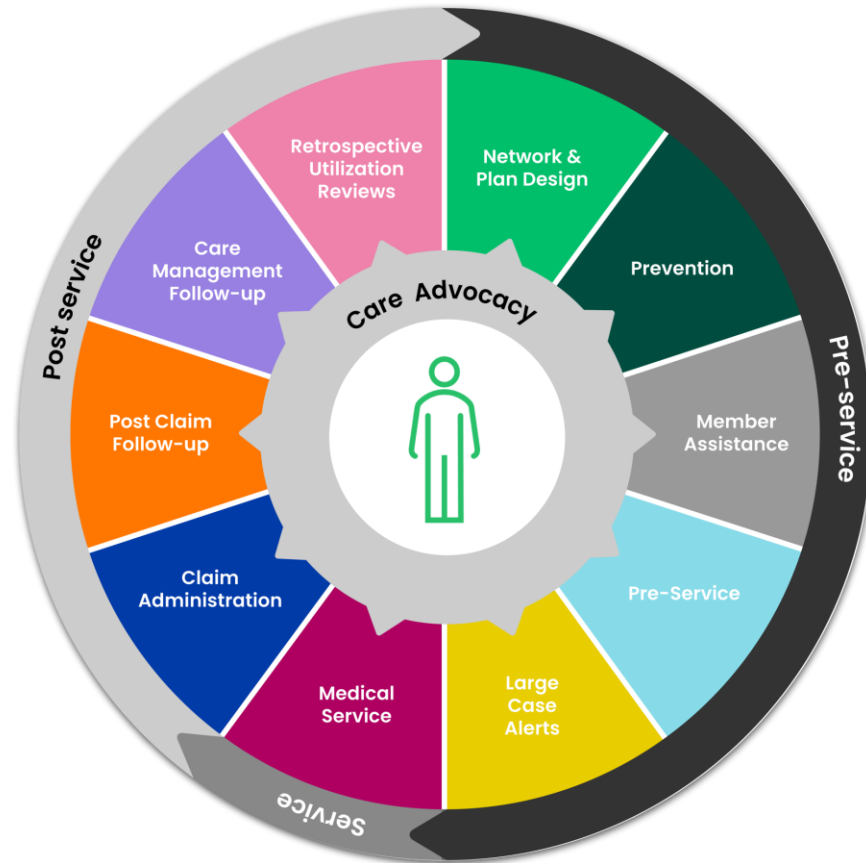 Care Advocacy
Network &
Plan Design
Prevention
Member
Assistance
Pre-Service
Large
Case
Alerts
Medical
Service
Claim
Administration
Post Claim
Follow-up
Care
Management
Follow-up
Retrospective
Utilization
Reviews
Pre-service
Service
Post service